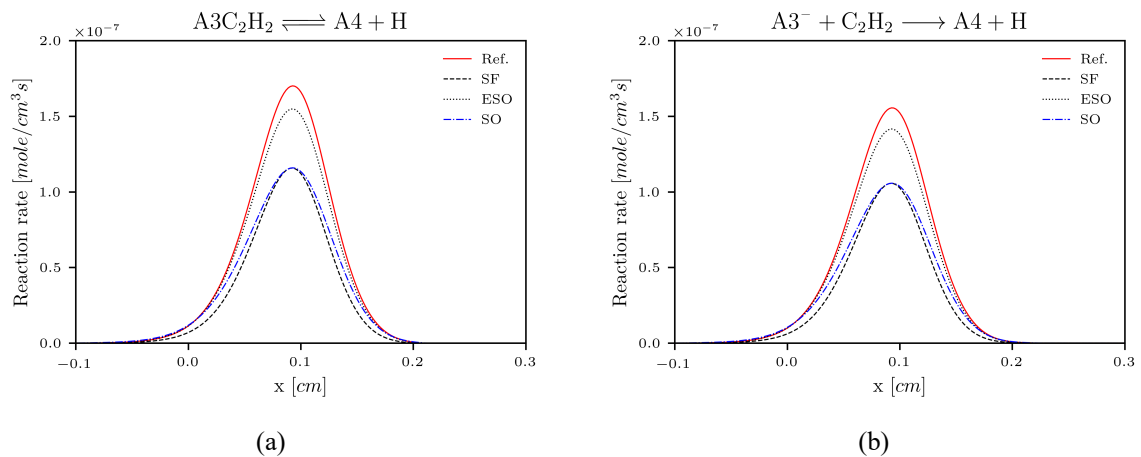 A3C₂H₂ ⇌ A4 + H
×10⁻⁷
2.0
1.5
1.0
0.5
0.0
−0.1
0.0
0.1
0.2
0.3
Reaction rate [mole/cm³s]
x [cm]
Ref.
SF
ESO
SO
(a)
A3⁻ + C₂H₂ ⟶ A4 + H
×10⁻⁷
2.0
1.5
1.0
0.5
0.0
−0.1
0.0
0.1
0.2
0.3
Reaction rate [mole/cm³s]
x [cm]
Ref.
SF
ESO
SO
(b)